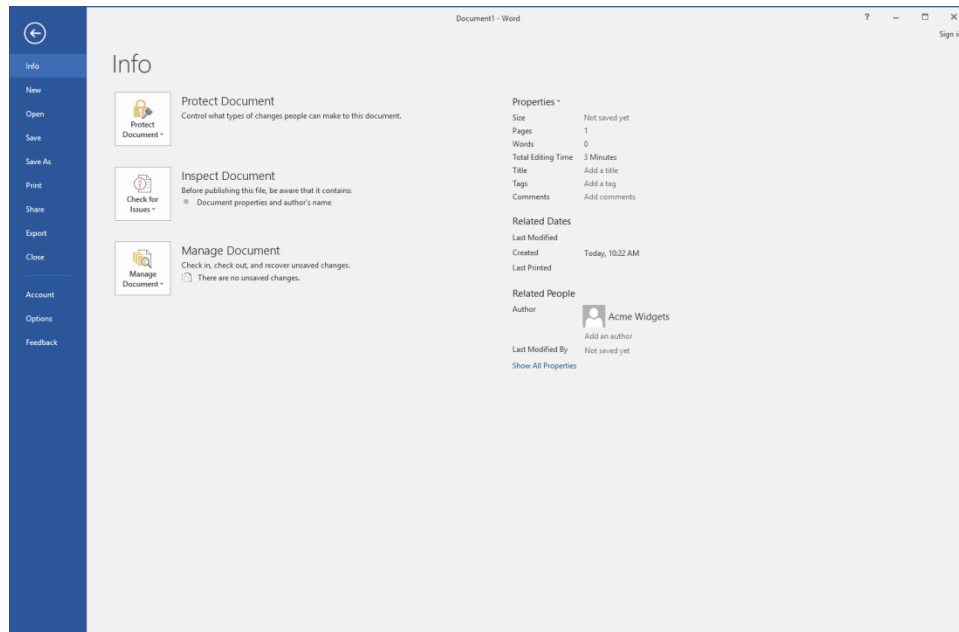 Document1 - Word
?
Sign i
Info
New
Open
Save
Save As
Print
Share
Export
Close
Account
Options
Feedback
Info
Protect Document
Protect Document
Control what types of changes people can make to this document.
Check for Issues
Inspect Document
Before publishing this file, be aware that it contains:
Document properties and author's name
Manage Document
Manage Document
Check in, check out, and recover unsaved changes.
There are no unsaved changes.
Properties
Size Not saved yet
Pages 1
Words 0
Total Editing Time 3 Minutes
Title Add a title
Tags Add a tag
Comments Add comments
Related Dates
Last Modified
Created Today, 10:22 AM
Last Printed
Related People
Author Acme Widgets
Add an author
Last Modified By Not saved yet
Show All Properties